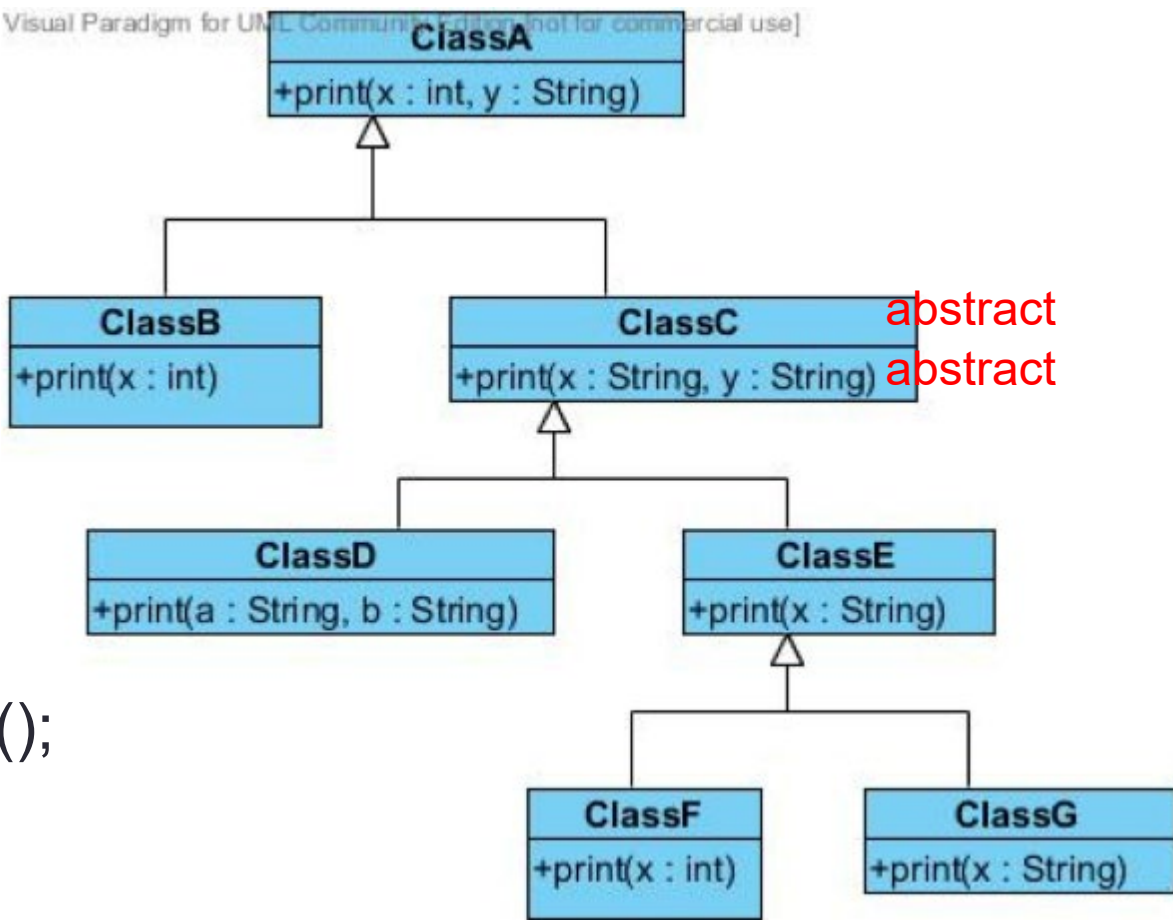 Visual Paradigm for UML Community Edition [not for commercial use]
ClassA
+print(x : int, y : String)
ClassB
+print(x : int)
ClassC abstract
+print(x : String, y : String) abstract
ClassD
+print(a : String, b : String)
ClassE
+print(x : String)
();
ClassF
+print(x : int)
ClassG
+print(x : String)